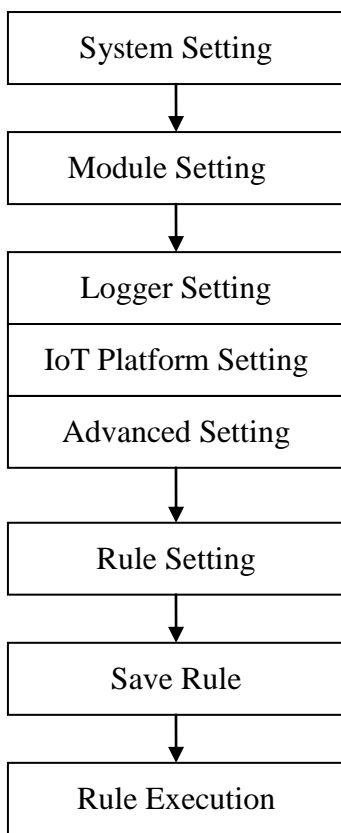 System Setting
Module Setting
Logger Setting
IoT Platform Setting
Advanced Setting
Rule Setting
Save Rule
Rule Execution